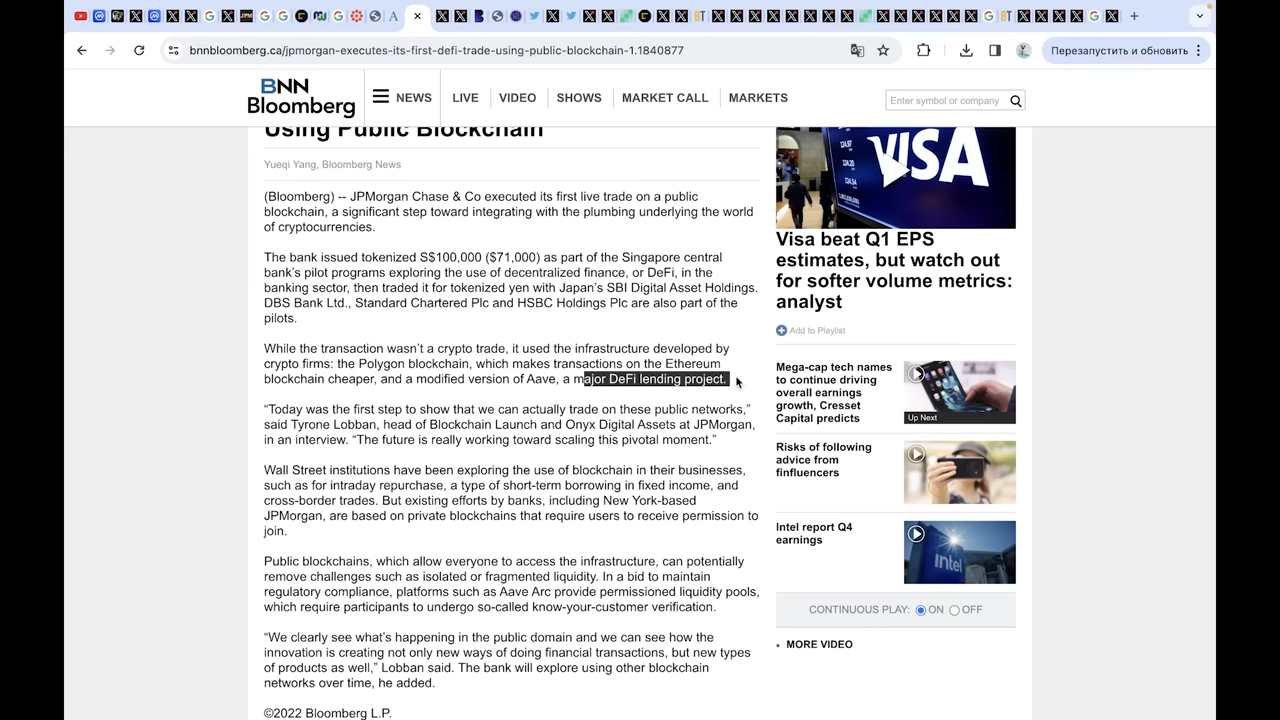 bnnbloomberg.ca/jpmorgan-executes-its-first-defi-trade-using-public-blockchain-1.1840877
Перезапустить и обновить
BNN
Bloomberg
NEWS
LIVE
VIDEO
SHOWS
MARKET CALL
MARKETS
Enter symbol or company
Using Public Blockchain
Yueqi Yang, Bloomberg News
(Bloomberg) -- JPMorgan Chase & Co executed its first live trade on a public
blockchain, a significant step toward integrating with the plumbing underlying the world
of cryptocurrencies.
The bank issued tokenized S$100,000 ($71,000) as part of the Singapore central
bank's pilot programs exploring the use of decentralized finance, or DeFi, in the
banking sector, then traded it for tokenized yen with Japan's SBI Digital Asset Holdings.
DBS Bank Ltd., Standard Chartered Plc and HSBC Holdings Plc are also part of the
pilots.
While the transaction wasn't a crypto trade, it used the infrastructure developed by
crypto firms: the Polygon blockchain, which makes transactions on the Ethereum
blockchain cheaper, and a modified version of Aave, a major DeFi lending project.
“Today was the first step to show that we can actually trade on these public networks,”
said Tyrone Lobban, head of Blockchain Launch and Onyx Digital Assets at JPMorgan,
in an interview. “The future is really working toward scaling this pivotal moment.”
Wall Street institutions have been exploring the use of blockchain in their businesses,
such as for intraday repurchase, a type of short-term borrowing in fixed income, and
cross-border trades. But existing efforts by banks, including New York-based
JPMorgan, are based on private blockchains that require users to receive permission to
join.
Public blockchains, which allow everyone to access the infrastructure, can potentially
remove challenges such as isolated or fragmented liquidity. In a bid to maintain
regulatory compliance, platforms such as Aave Arc provide permissioned liquidity pools,
which require participants to undergo so-called know-your-customer verification.
“We clearly see what's happening in the public domain and we can see how the
innovation is creating not only new ways of doing financial transactions, but new types
of products as well,” Lobban said. The bank will explore using other blockchain
networks over time, he added.
©2022 Bloomberg L.P.
VISA
Visa beat Q1 EPS
estimates, but watch out
for softer volume metrics:
analyst
Add to Playlist
Mega-cap tech names
to continue driving
overall earnings
growth, Cresset
Capital predicts
Up Next
Risks of following
advice from
finfluencers
Intel report Q4
earnings
intel
CONTINUOUS PLAY: ON OFF
MORE VIDEO